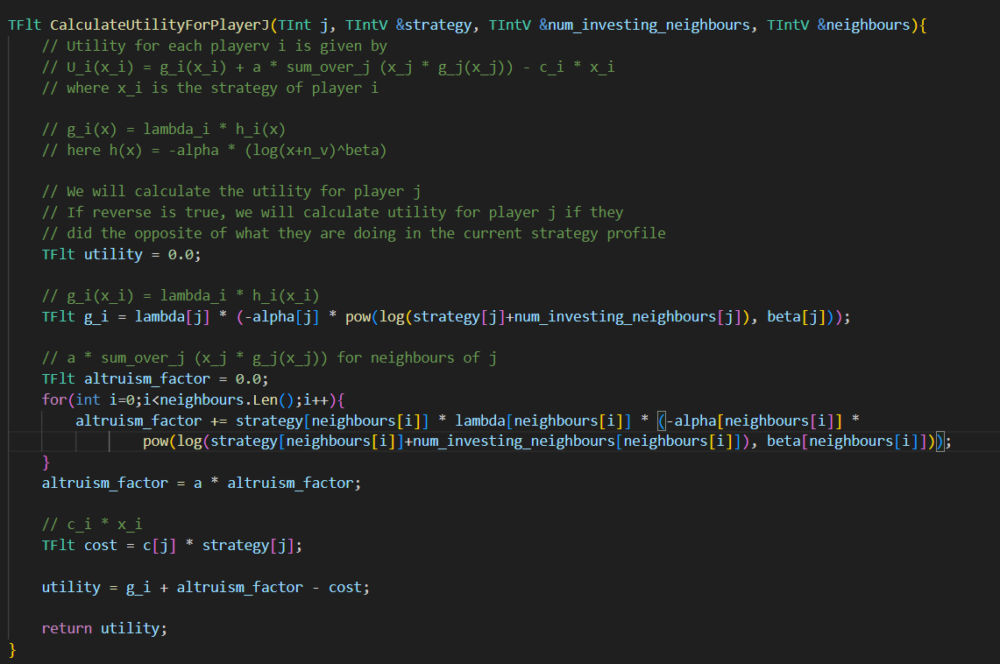 TFlt CalculateUtilityForPlayerJ(TInt j, TIntV &strategy, TIntV &num_investing_neighbours, TIntV &neighbours){
// Utility for each playerv i is given by
// U_i(x_i) = g_i(x_i) + a * sum_over_j (x_j * g_j(x_j)) - c_i * x_i
// where x_i is the strategy of player i
// g_i(x) = lambda_i * h_i(x)
// here h(x) = -alpha * (log(x+n_v)^beta)
// We will calculate the utility for player j
// If reverse is true, we will calculate utility for player j if they
// did the opposite of what they are doing in the current strategy profile
TFlt utility = 0.0;
// g_i(x_i) = lambda_i * h_i(x_i)
TFlt g_i = lambda[j] * (-alpha[j] * pow(log(strategy[j]+num_investing_neighbours[j]), beta[j]));
// a * sum_over_j (x_j * g_j(x_j)) for neighbours of j
TFlt altruism_factor = 0.0;
for(int i=0;i<neighbours.Len();i++){
altruism_factor += strategy[neighbours[i]] * lambda[neighbours[i]] * (-alpha[neighbours[i]] *
pow(log(strategy[neighbours[i]]+num_investing_neighbours[neighbours[i]]), beta[neighbours[i]]));
}
altruism_factor = a * altruism_factor;
// c_i * x_i
TFlt cost = c[j] * strategy[j];
utility = g_i + altruism_factor - cost;
return utility;
}